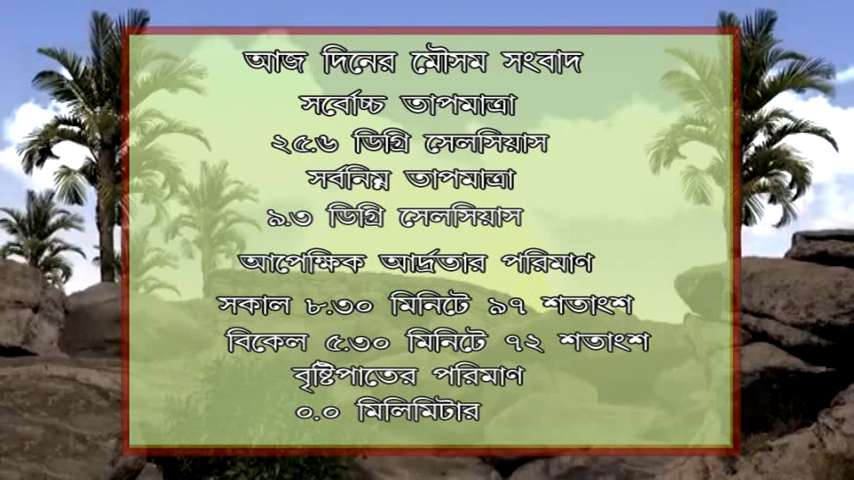 আজ দিনের মৌসম সংবাদ
সর্বোচ্চ তাপমাত্রা
২৫.৬ ডিগ্রি সেলসিয়াস
সর্বনিম্ন তাপমাত্রা
৯.৩ ডিগ্রি সেলসিয়াস
আপেক্ষিক আর্দ্রতার পরিমাণ
সকাল ৮.৩০ মিনিটে ৯৭ শতাংশ
বিকেল ৫.৩০ মিনিটে ৭২ শতাংশ
বৃষ্টিপাতের পরিমাণ
০.০ মিলিমিটার